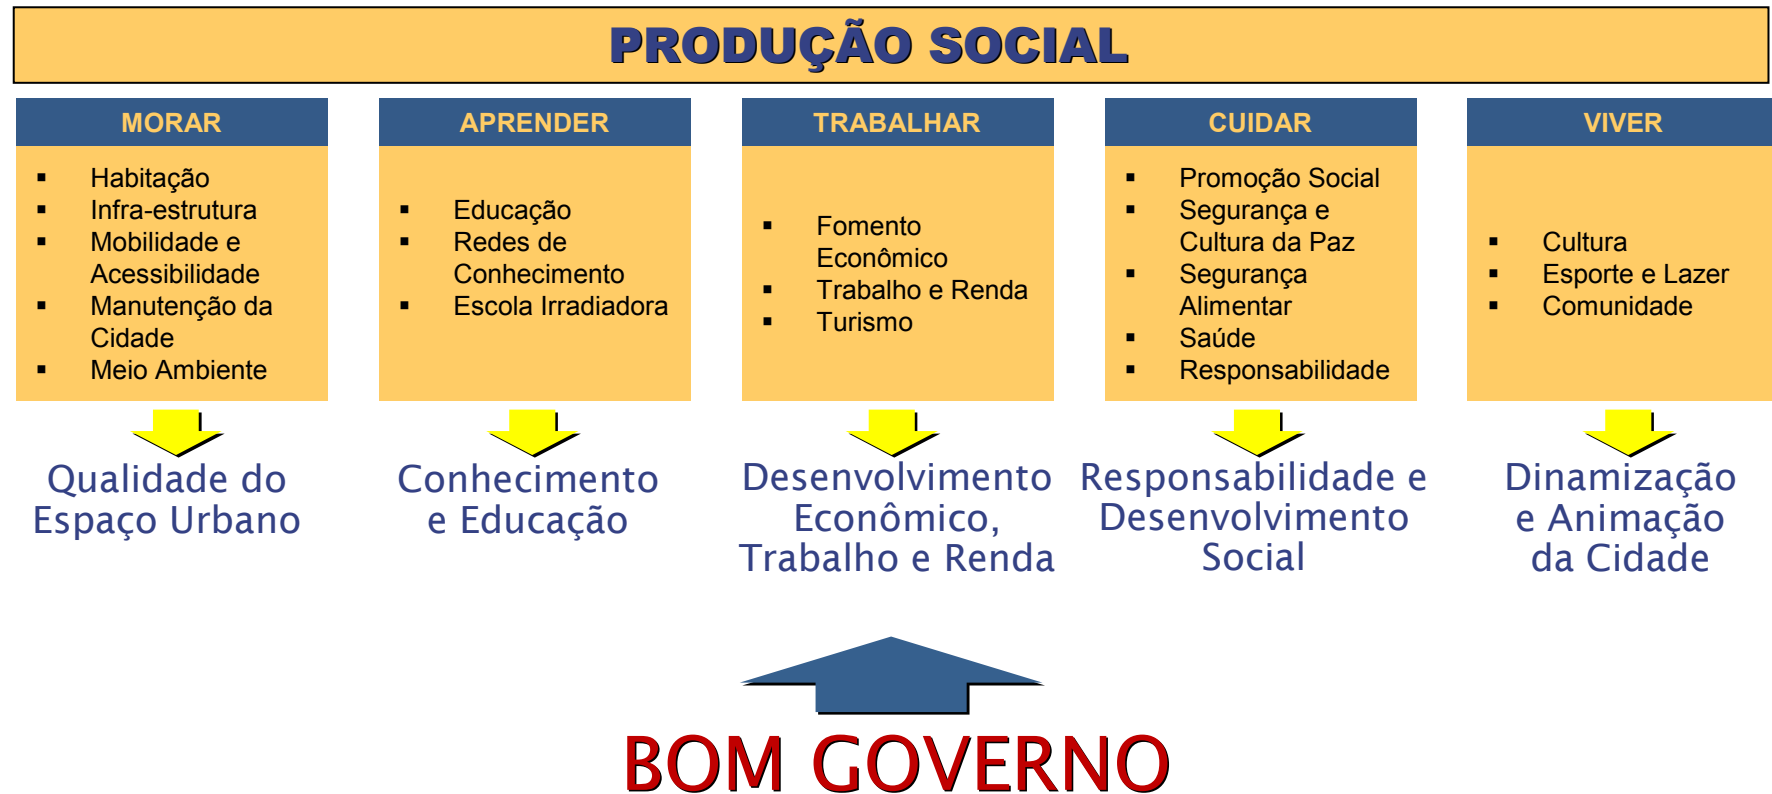 PRODUÇÃO SOCIAL
MORAR
▪ Habitação
▪ Infra-estrutura
▪ Mobilidade e
Acessibilidade
▪ Manutenção da
Cidade
▪ Meio Ambiente
Qualidade do
Espaço Urbano
APRENDER
▪ Educação
▪ Redes de
Conhecimento
▪ Escola Irradiadora
Conhecimento
e Educação
TRABALHAR
▪ Fomento
Econômico
▪ Trabalho e Renda
▪ Turismo
Desenvolvimento
Econômico,
Trabalho e Renda
CUIDAR
▪ Promoção Social
▪ Segurança e
Cultura da Paz
▪ Segurança
Alimentar
▪ Saúde
▪ Responsabilidade
Responsabilidade e
Desenvolvimento
Social
VIVER
▪ Cultura
▪ Esporte e Lazer
▪ Comunidade
Dinamização
e Animação
da Cidade
BOM GOVERNO